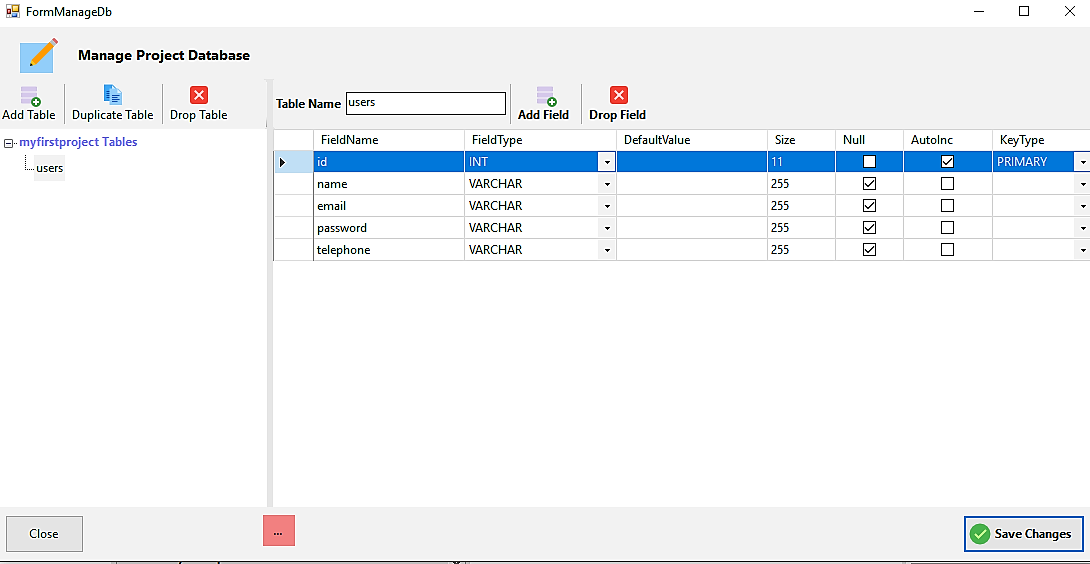 FormManageDb
Manage Project Database
Add Table Duplicate Table Drop Table
Table Name users Add Field Drop Field
myfirstproject Tables
users
FieldName FieldType DefaultValue Size Null AutoInc KeyType
id INT 11 PRIMARY
name VARCHAR 255
email VARCHAR 255
password VARCHAR 255
telephone VARCHAR 255
Close ... Save Changes